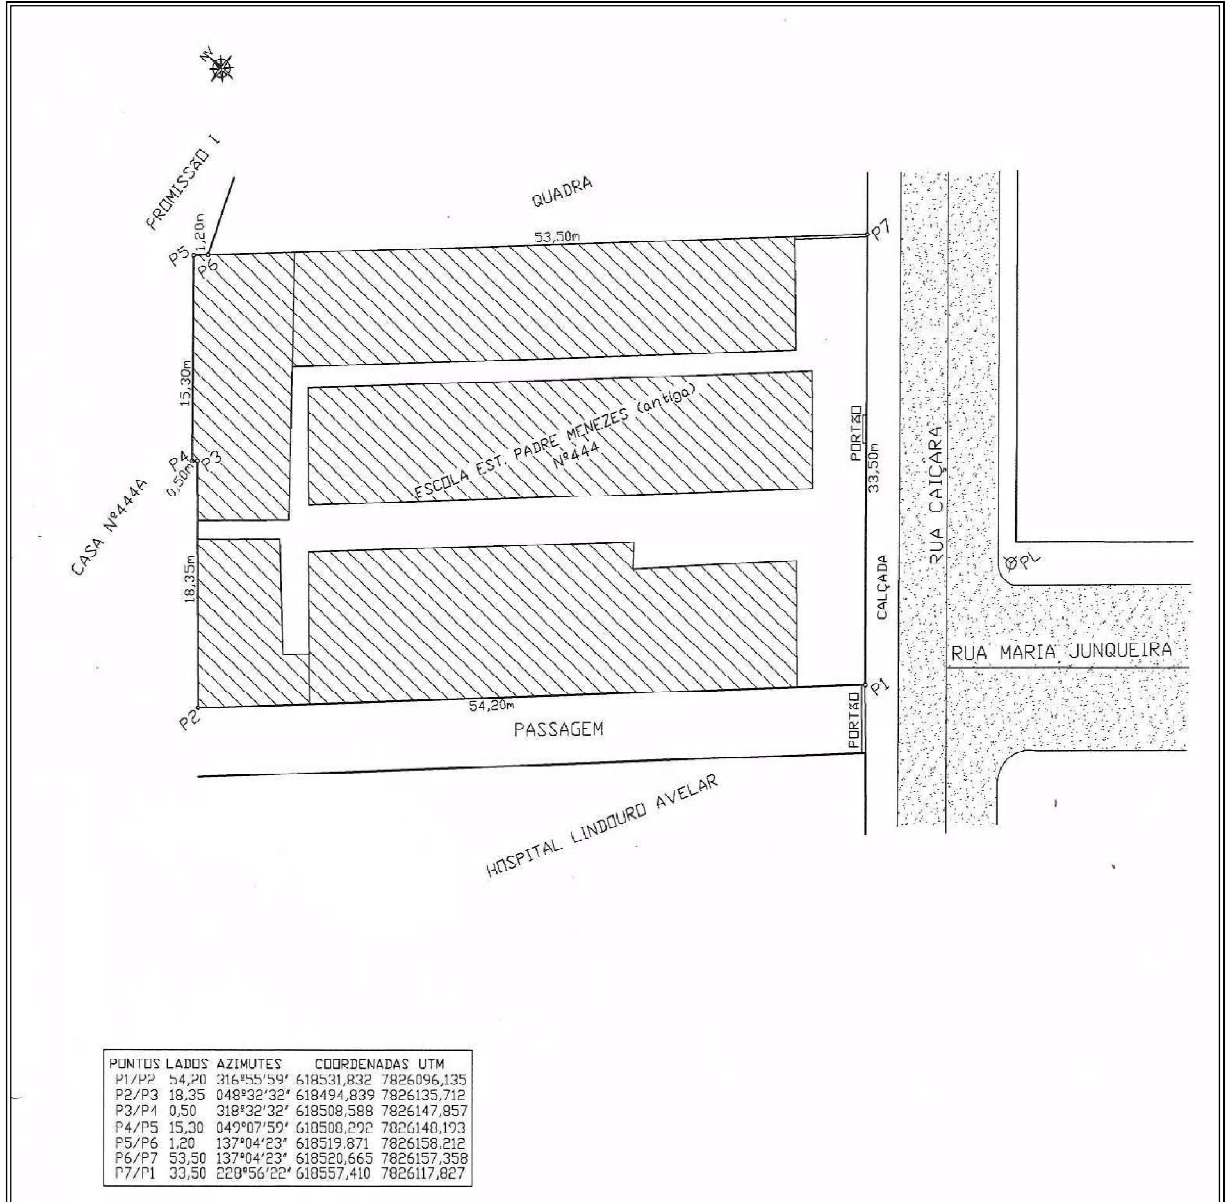 N
PROMISSÃO I
QUADRA
1,20m
P5
P6
53,50m
P7
15,30m
P4
P3
0,50m
CASA Nº444A
18,35m
ESCOLA EST. PADRE MENEZES (antiga)
Nº444
PORTÃO
33,50m
RUA CAIÇARA
CALÇADA
PL
RUA MARIA JUNQUEIRA
P1
P2
54,20m
PASSAGEM
PORTÃO
HOSPITAL LINDOURO AVELAR
PONTOS LADOS AZIMUTES COORDENADAS UTM
P1/P2 54,20 316º55'59" 618531,832 7826096,135
P2/P3 18,35 048º32'32" 618494,839 7826135,712
P3/P4 0,50 318º32'32" 618508,588 7826147,857
P4/P5 15,30 049º07'59" 618508,292 7826148,193
P5/P6 1,20 137º04'23" 618519,871 7826158,212
P6/P7 53,50 137º04'23" 618520,665 7826157,358
P7/P1 33,50 228º56'22" 618557,410 7826117,827